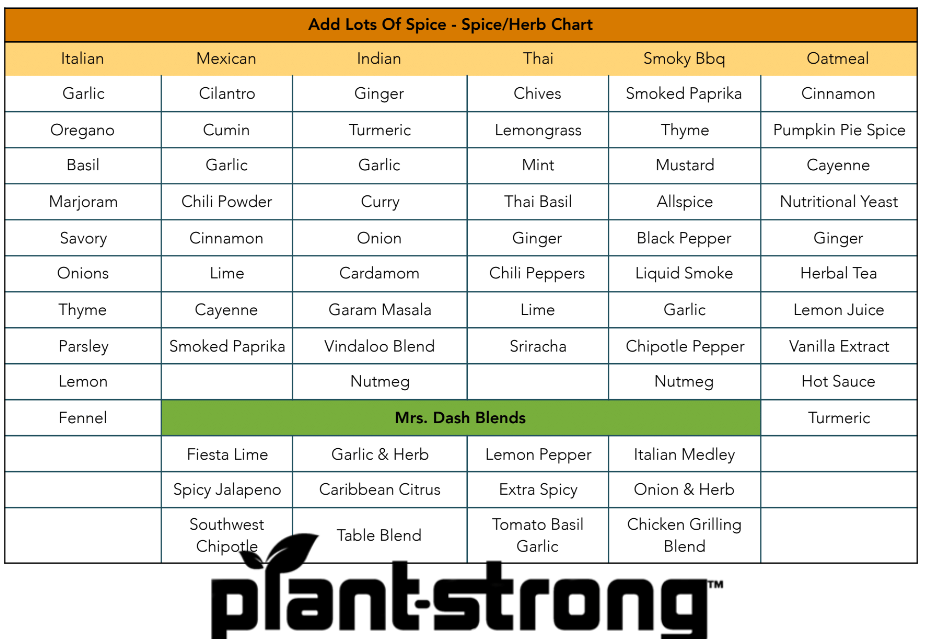 Add Lots Of Spice - Spice/Herb Chart
Italian Mexican Indian Thai Smoky Bbq Oatmeal
Garlic Cilantro Ginger Chives Smoked Paprika Cinnamon
Oregano Cumin Turmeric Lemongrass Thyme Pumpkin Pie Spice
Basil Garlic Garlic Mint Mustard Cayenne
Marjoram Chili Powder Curry Thai Basil Allspice Nutritional Yeast
Savory Cinnamon Onion Ginger Black Pepper Ginger
Onions Lime Cardamom Chili Peppers Liquid Smoke Herbal Tea
Thyme Cayenne Garam Masala Lime Garlic Lemon Juice
Parsley Smoked Paprika Vindaloo Blend Sriracha Chipotle Pepper Vanilla Extract
Lemon Nutmeg Nutmeg Hot Sauce
Fennel Mrs. Dash Blends Turmeric
Fiesta Lime Garlic & Herb Lemon Pepper Italian Medley
Spicy Jalapeno Caribbean Citrus Extra Spicy Onion & Herb
Southwest Chipotle Table Blend Tomato Basil Garlic Chicken Grilling Blend
plant-strong™